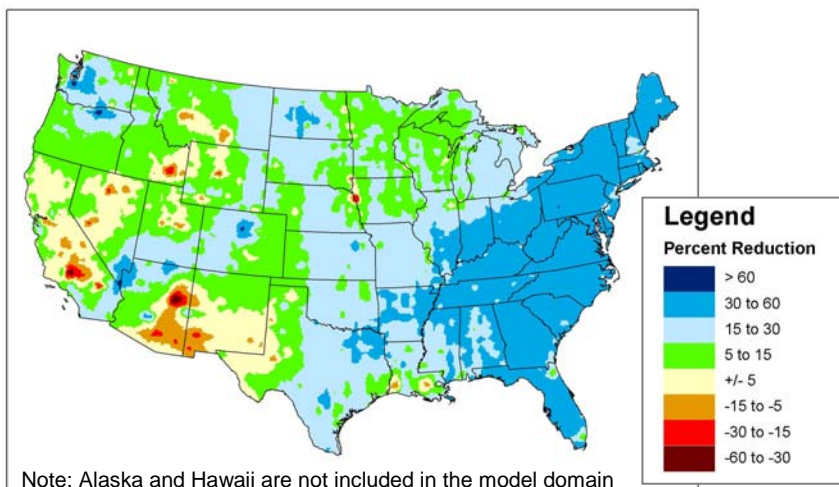 Legend
Percent Reduction
> 60
30 to 60
15 to 30
5 to 15
+/- 5
-15 to -5
-30 to -15
-60 to -30
Note: Alaska and Hawaii are not included in the model domain